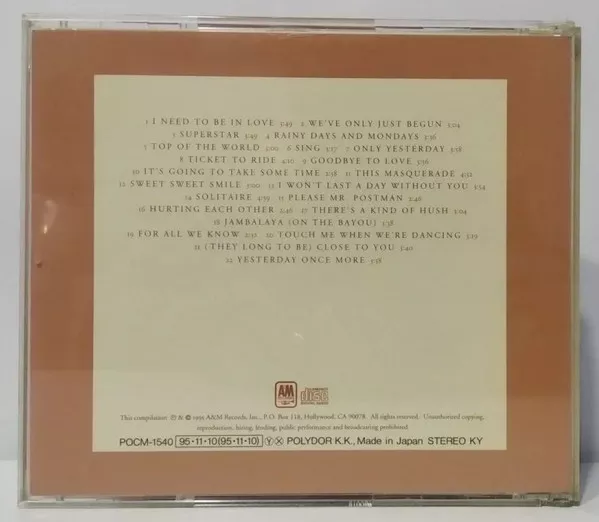 1 I NEED TO BE IN LOVE 3:49 2 WE'VE ONLY JUST BEGUN 3:04
3 SUPERSTAR 3:49 4 RAINY DAYS AND MONDAYS 3:36
5 TOP OF THE WORLD 3:00 6 SING 3:17 7 ONLY YESTERDAY 3:58
8 TICKET TO RIDE 4:10 9 GOODBYE TO LOVE 3:56
10 IT'S GOING TO TAKE SOME TIME 2:58 11 THIS MASQUERADE 4:52
12 SWEET SWEET SMILE 3:00 13 I WON'T LAST A DAY WITHOUT YOU 3:54
14 SOLITAIRE 4:39 15 PLEASE MR. POSTMAN 2:46
16 HURTING EACH OTHER 2:46 17 THERE'S A KIND OF HUSH 3:04
18 JAMBALAYA (ON THE BAYOU) 3:38
19 FOR ALL WE KNOW 2:32 20 TOUCH ME WHEN WE'RE DANCING 3:19
21 (THEY LONG TO BE) CLOSE TO YOU 3:40
22 YESTERDAY ONCE MORE 3:58
A&M RECORDS
COMPACT disc DIGITAL AUDIO
This compilation ℗ & © 1995 A&M Records, Inc., P.O. Box 118, Hollywood, CA 90078. All rights reserved. Unauthorized copying,
reproduction, hiring, lending, public performance and broadcasting prohibited.
POCM-1540 95・11・10(95・11・10) Ⓨ Ⓧ POLYDOR K.K., Made in Japan STEREO KY